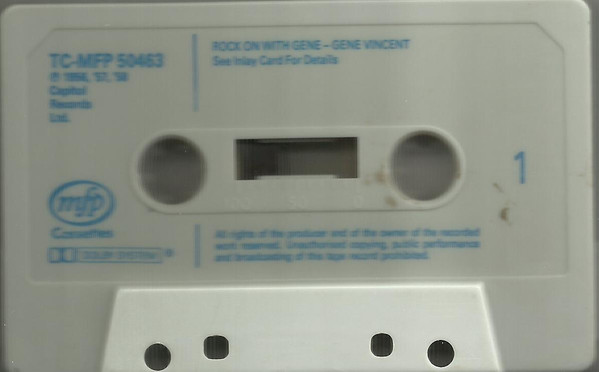 TC-MFP 50463
℗ 1956, '57, '58
Capitol
Records
Ltd.
ROCK ON WITH GENE – GENE VINCENT
See Inlay Card For Details
1
mfp
Cassettes
DOLBY SYSTEM ®
All rights of the producer and of the owner of the recorded
work reserved. Unauthorised copying, public performance
and broadcasting of this tape record prohibited.